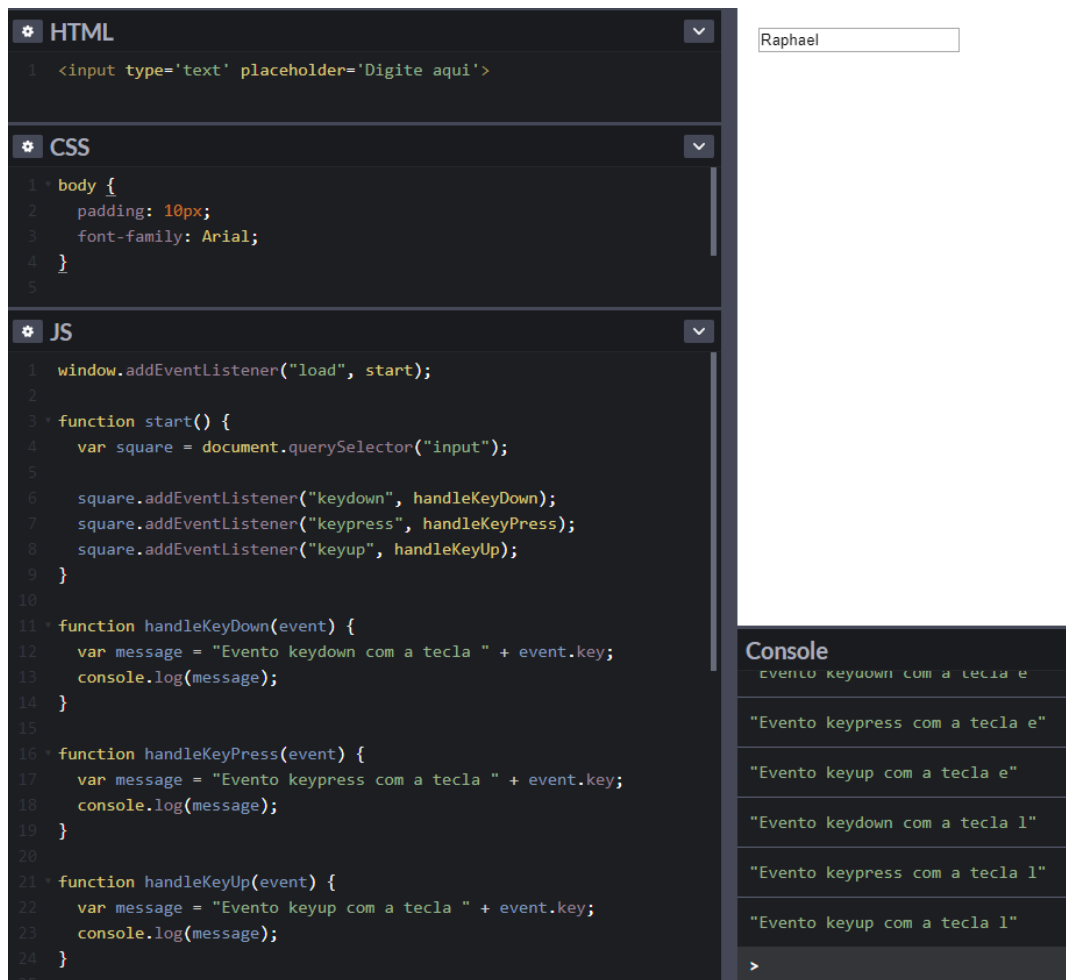 HTML
1 <input type='text' placeholder='Digite aqui'>
CSS
1 body {
2 padding: 10px;
3 font-family: Arial;
4 }
5
JS
1 window.addEventListener("load", start);
2
3 function start() {
4 var square = document.querySelector("input");
5
6 square.addEventListener("keydown", handleKeyDown);
7 square.addEventListener("keypress", handleKeyPress);
8 square.addEventListener("keyup", handleKeyUp);
9 }
10
11 function handleKeyDown(event) {
12 var message = "Evento keydown com a tecla " + event.key;
13 console.log(message);
14 }
15
16 function handleKeyPress(event) {
17 var message = "Evento keypress com a tecla " + event.key;
18 console.log(message);
19 }
20
21 function handleKeyUp(event) {
22 var message = "Evento keyup com a tecla " + event.key;
23 console.log(message);
24 }
Raphael
Console
"Evento keydown com a tecla e"
"Evento keypress com a tecla e"
"Evento keyup com a tecla e"
"Evento keydown com a tecla l"
"Evento keypress com a tecla l"
"Evento keyup com a tecla l"
>